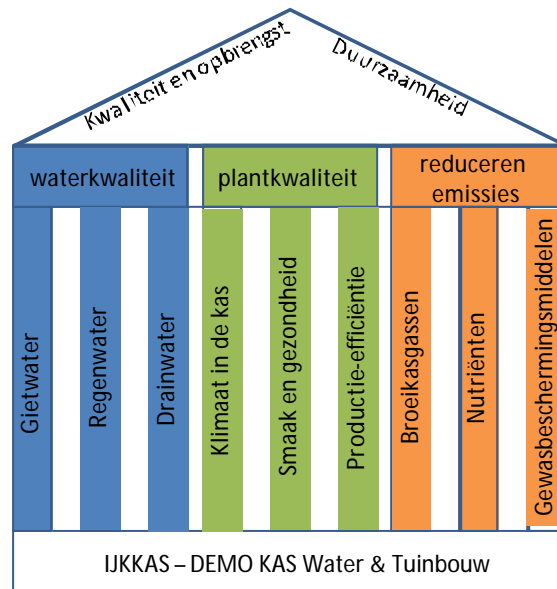 Kwaliteit en opbrengst
Duurzaamheid
waterkwaliteit
plantkwaliteit
reduceren
emissies
Gietwater
Regenwater
Drainwater
Klimaat in de kas
Smaak en gezondheid
Productie-efficiëntie
Broeikasgassen
Nutriënten
Gewasbeschermingsmiddelen
IJKKAS – DEMO KAS Water & Tuinbouw